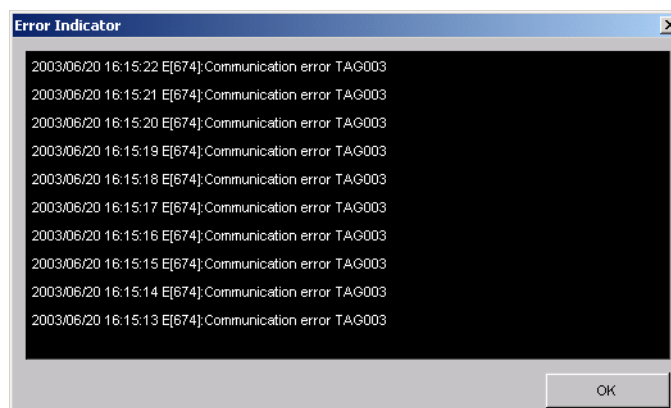 Error Indicator
2003/06/20 16:15:22 E[674]:Communication error TAG003
2003/06/20 16:15:21 E[674]:Communication error TAG003
2003/06/20 16:15:20 E[674]:Communication error TAG003
2003/06/20 16:15:19 E[674]:Communication error TAG003
2003/06/20 16:15:18 E[674]:Communication error TAG003
2003/06/20 16:15:17 E[674]:Communication error TAG003
2003/06/20 16:15:16 E[674]:Communication error TAG003
2003/06/20 16:15:15 E[674]:Communication error TAG003
2003/06/20 16:15:14 E[674]:Communication error TAG003
2003/06/20 16:15:13 E[674]:Communication error TAG003
OK